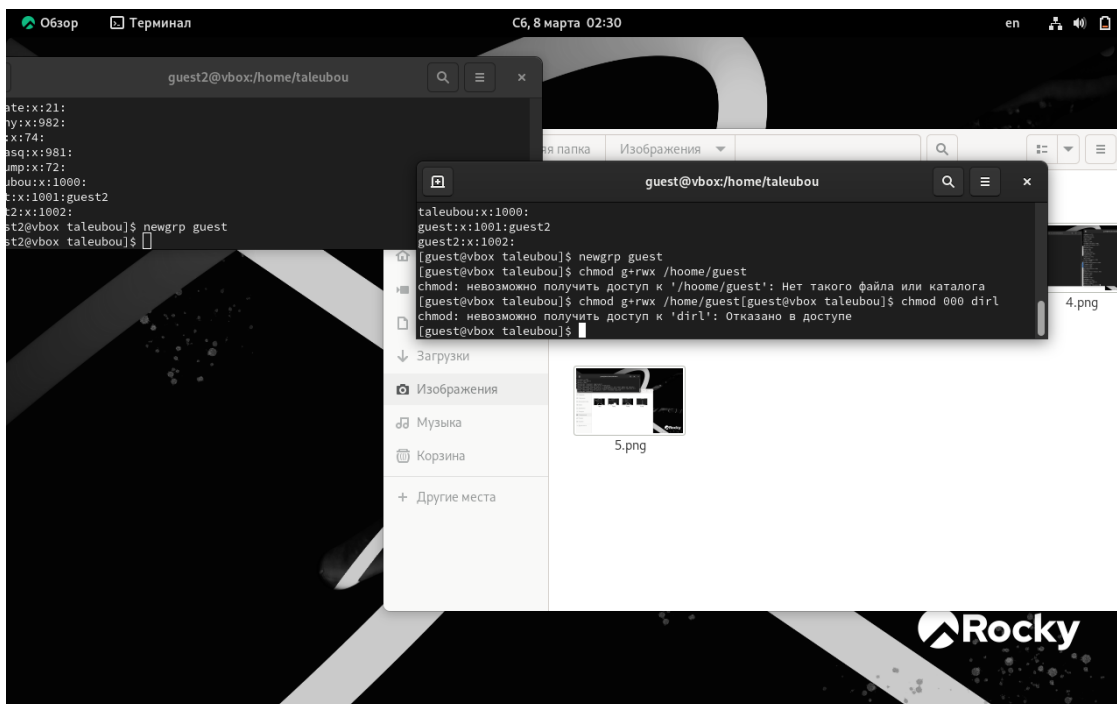 Обзор
Терминал
Сб, 8 марта 02:30
en
guest2@vbox:/home/taleubou
ate:x:21:
ny:x:982:
:x:74:
asq:x:981:
ump:x:72:
ubou:x:1000:
t:x:1001:guest2
t2:x:1002:
st2@vbox taleubou]$ newgrp guest
st2@vbox taleubou]$
яя папка
Изображения
guest@vbox:/home/taleubou
taleubou:x:1000:
guest:x:1001:guest2
guest2:x:1002:
[guest@vbox taleubou]$ newgrp guest
[guest@vbox taleubou]$ chmod g+rwx /hoome/guest
chmod: невозможно получить доступ к '/hoome/guest': Нет такого файла или каталога
[guest@vbox taleubou]$ chmod g+rwx /home/guest[guest@vbox taleubou]$ chmod 000 dirl
chmod: невозможно получить доступ к 'dirl': Отказано в доступе
[guest@vbox taleubou]$
4.png
Загрузки
Изображения
Музыка
Корзина
Другие места
5.png
Rocky